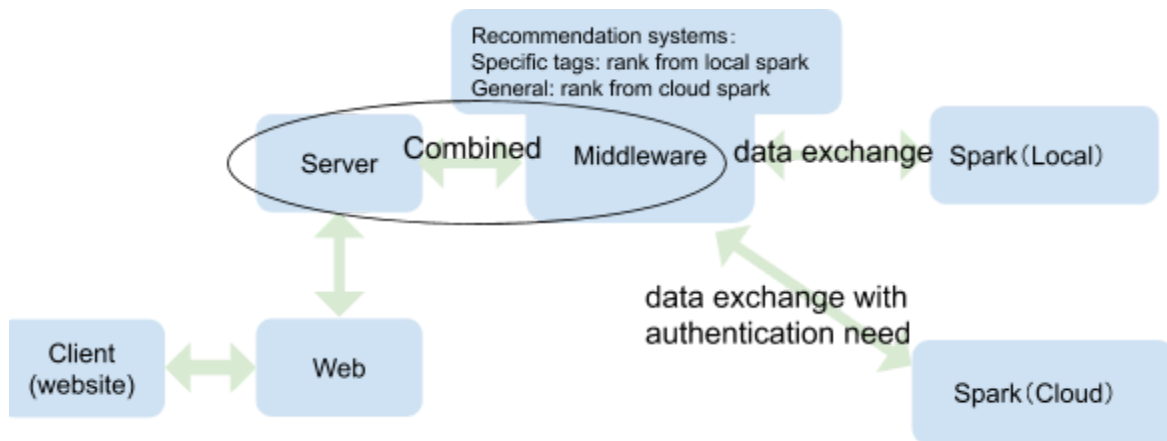 Recommendation systems：
Specific tags: rank from local spark
General: rank from cloud spark
Server
Combined
Middleware
data exchange
Spark（Local）
data exchange with
authentication need
Client
(website)
Web
Spark（Cloud）